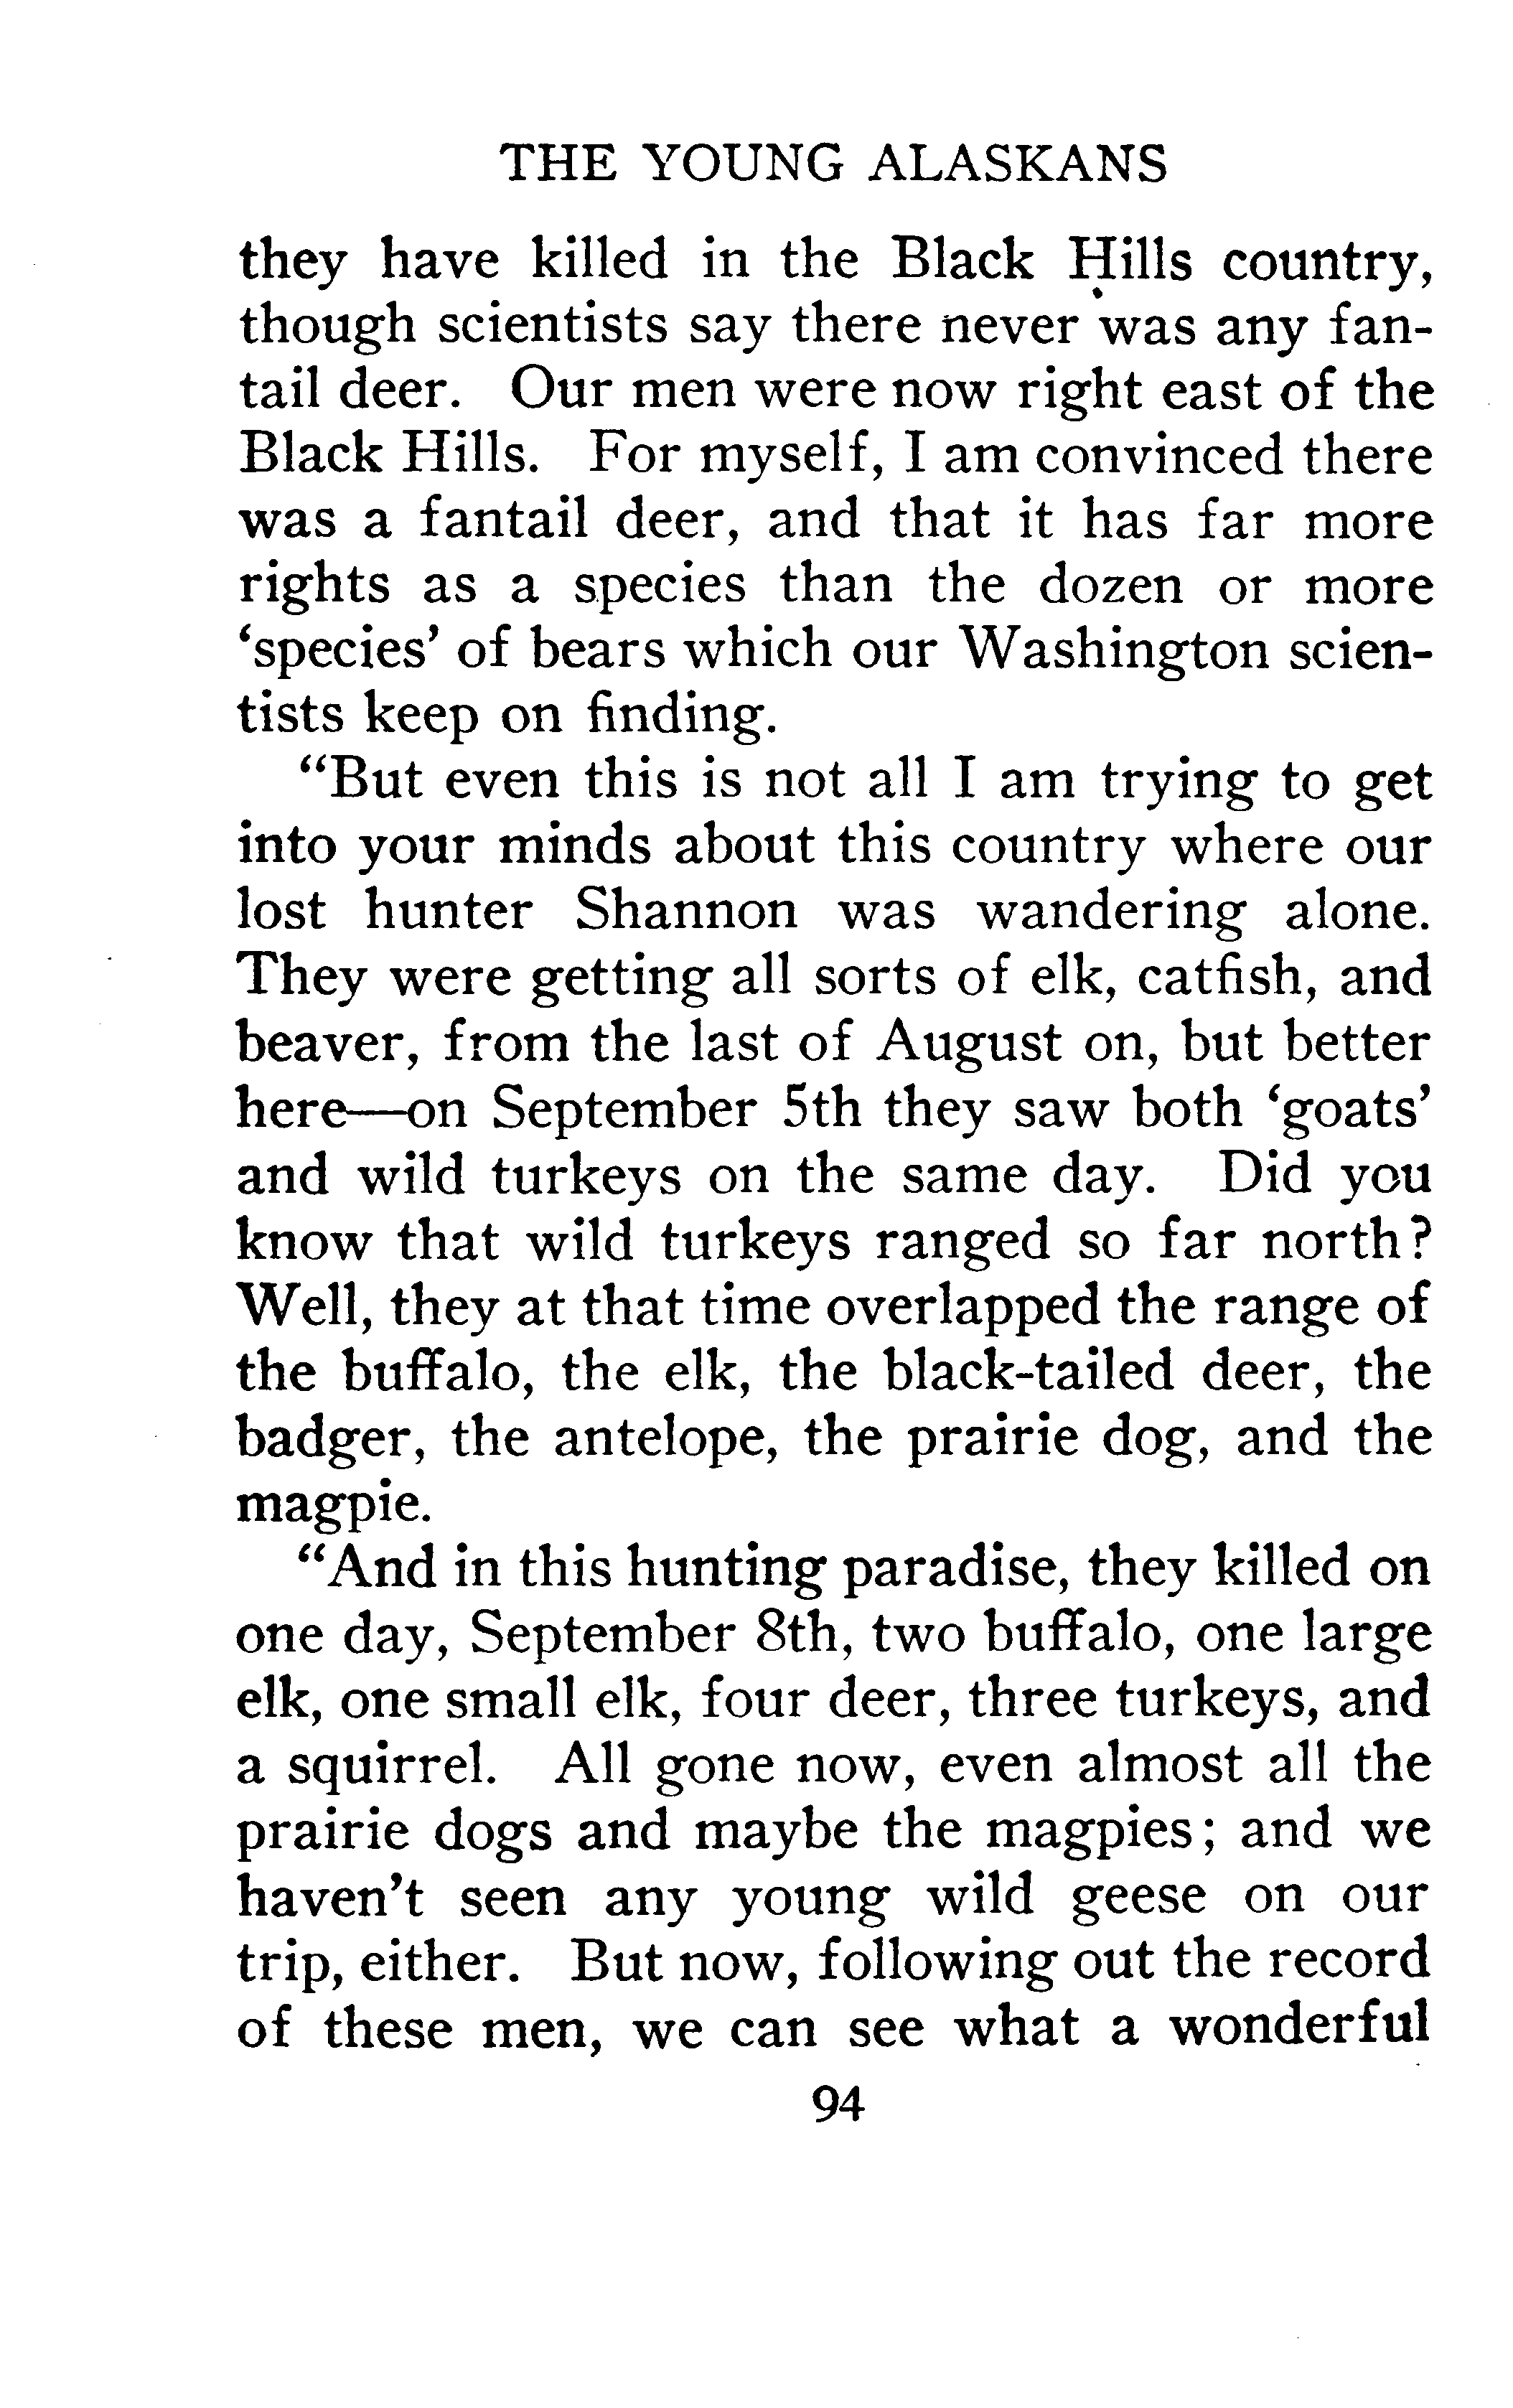 THE YOUNG ALASKANS
they have killed in the Black Hills country,
though scientists say there never was any fan-
tail deer. Our men were now right east of the
Black Hills. For myself, I am convinced there
was a fantail deer, and that it has far more
rights as a species than the dozen or more
‘species’ of bears which our Washington scien-
tists keep on finding.
“But even this is not all I am trying to get
into your minds about this country where our
lost hunter Shannon was wandering alone.
They were getting all sorts of elk, catfish, and
beaver, from the last of August on, but better
here—on September 5th they saw both ‘goats’
and wild turkeys on the same day. Did you
know that wild turkeys ranged so far north?
Well, they at that time overlapped the range of
the buffalo, the elk, the black-tailed deer, the
badger, the antelope, the prairie dog, and the
magpie.
“And in this hunting paradise, they killed on
one day, September 8th, two buffalo, one large
elk, one small elk, four deer, three turkeys, and
a squirrel. All gone now, even almost all the
prairie dogs and maybe the magpies; and we
haven't seen any young wild geese on our
trip, either. But now, following out the record
of these men, we can see what a wonderful
94